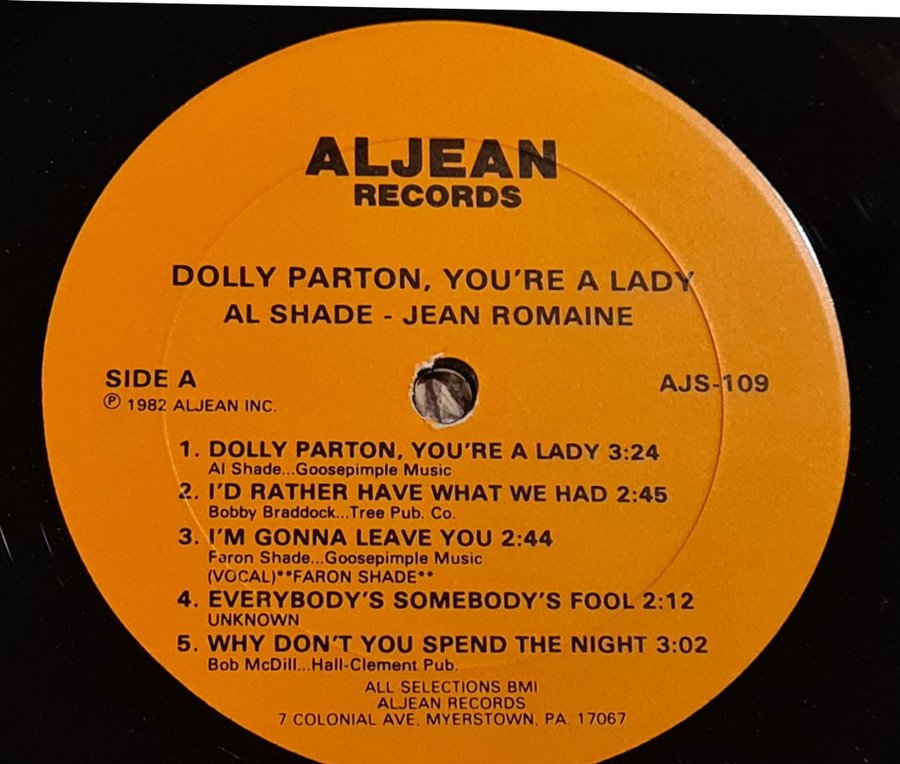 ALJEAN
RECORDS
DOLLY PARTON, YOU'RE A LADY
AL SHADE - JEAN ROMAINE
SIDE A
AJS-109
Ⓟ 1982 ALJEAN INC.
1. DOLLY PARTON, YOU'RE A LADY 3:24
Al Shade...Goosepimple Music
2. I'D RATHER HAVE WHAT WE HAD 2:45
Bobby Braddock...Tree Pub. Co.
3. I'M GONNA LEAVE YOU 2:44
Faron Shade...Goosepimple Music
(VOCAL)**FARON SHADE**
4. EVERYBODY'S SOMEBODY'S FOOL 2:12
UNKNOWN
5. WHY DON'T YOU SPEND THE NIGHT 3:02
Bob McDill...Hall-Clement Pub.
ALL SELECTIONS BMI
ALJEAN RECORDS
7 COLONIAL AVE, MYERSTOWN, PA 17067